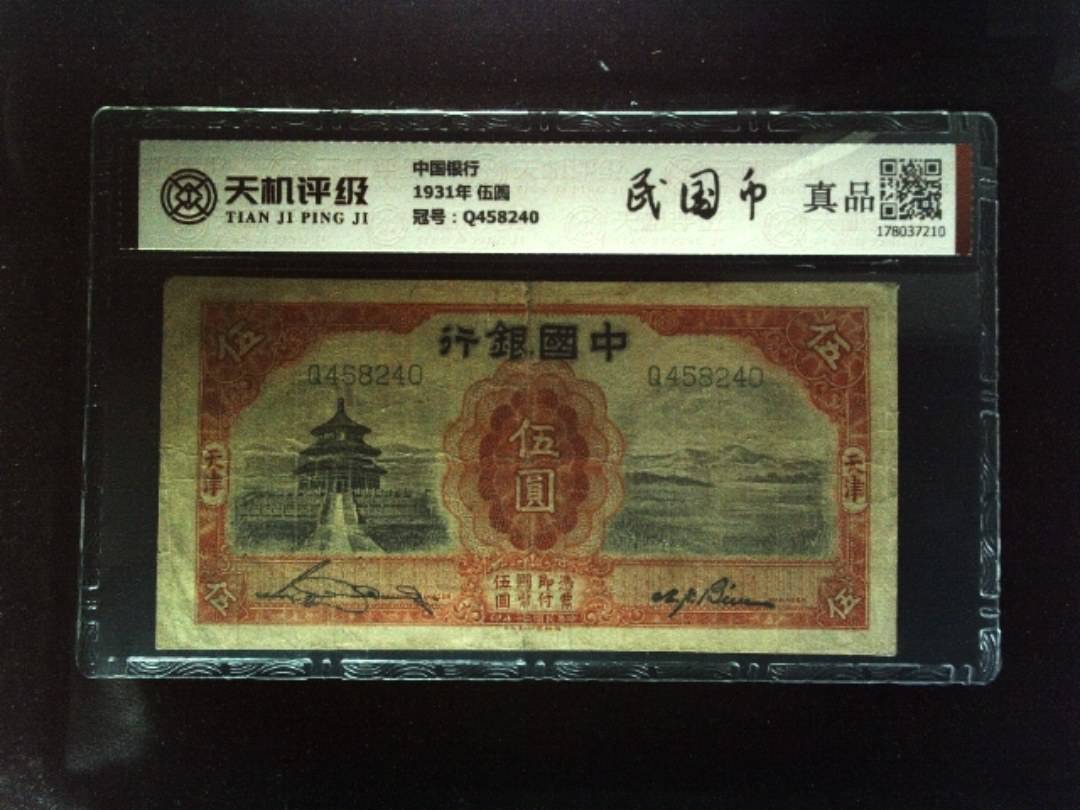 天机评级
TIAN JI PING JI
中国银行
1931年 伍圆
冠号：Q458240
民国币
真品
178037210
行銀國中
伍
伍
Q458240
Q458240
伍圓
天津
天津
憑票
即付
國幣
伍圓
伍
伍